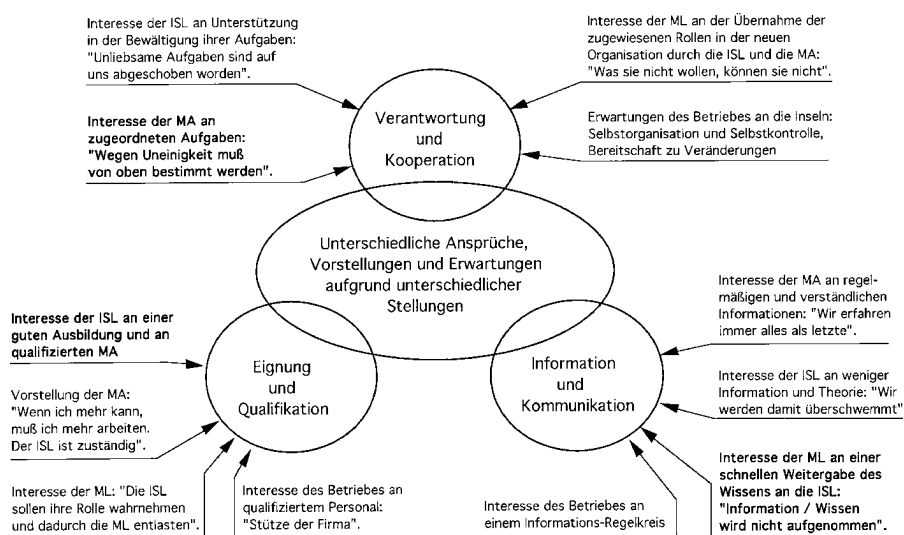 Interesse der ISL an Unterstützung
in der Bewältigung ihrer Aufgaben:
"Unliebsame Aufgaben sind auf
uns abgeschoben worden".
Interesse der MA an
zugeordneten Aufgaben:
"Wegen Uneinigkeit muß
von oben bestimmt werden".
Interesse der ML an der Übernahme der
zugewiesenen Rollen in der neuen
Organisation durch die ISL und die MA:
"Was sie nicht wollen, können sie nicht".
Erwartungen des Betriebes an die Inseln:
Selbstorganisation und Selbstkontrolle,
Bereitschaft zu Veränderungen
Verantwortung
und
Kooperation
Unterschiedliche Ansprüche,
Vorstellungen und Erwartungen
aufgrund unterschiedlicher
Stellungen
Interesse der ISL an einer
guten Ausbildung und an
qualifizierten MA
Vorstellung der MA:
"Wenn ich mehr kann,
muß ich mehr arbeiten.
Der ISL ist zuständig".
Interesse der ML: "Die ISL
sollen ihre Rolle wahrnehmen
und dadurch die ML entlasten".
Interesse des Betriebes an
qualifiziertem Personal:
"Stütze der Firma".
Eignung
und
Qualifikation
Information
und
Kommunikation
Interesse der MA an regel-
mäßigen und verständlichen
Informationen: "Wir erfahren
immer alles als letzte".
Interesse der ISL an weniger
Information und Theorie: "Wir
werden damit überschwemmt"
Interesse der ML an einer
schnellen Weitergabe des
Wissens an die ISL:
"Information / Wissen
wird nicht aufgenommen".
Interesse des Betriebes an
einem Informations-Regelkreis